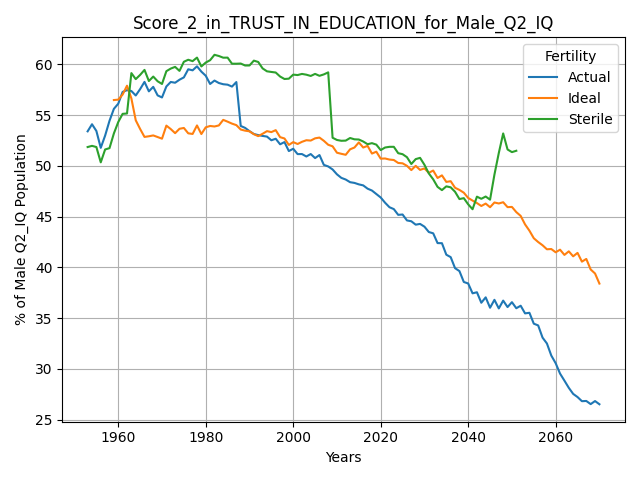 Score_2_in_TRUST_IN_EDUCATION_for_Male_Q2_IQ
Fertility
Actual
Ideal
Sterile
% of Male Q2_IQ Population
60
55
50
45
40
35
30
25
1960
1980
2000
2020
2040
2060
Years